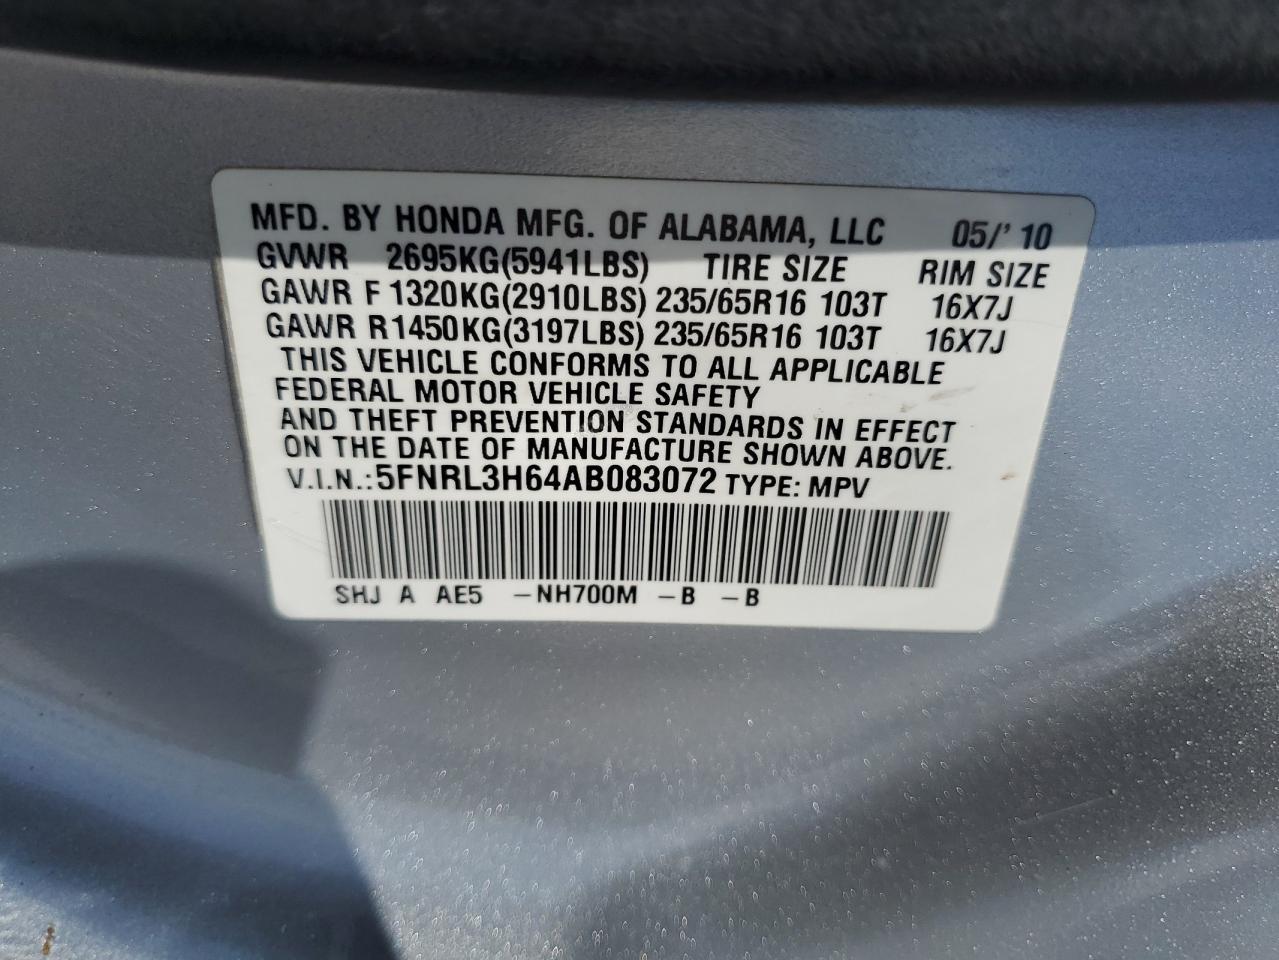 MFD. BY HONDA MFG. OF ALABAMA, LLC 05/' 10
GVWR 2695KG(5941LBS) TIRE SIZE RIM SIZE
GAWR F 1320KG(2910LBS) 235/65R16 103T 16X7J
GAWR R1450KG(3197LBS) 235/65R16 103T 16X7J
THIS VEHICLE CONFORMS TO ALL APPLICABLE
FEDERAL MOTOR VEHICLE SAFETY
AND THEFT PREVENTION STANDARDS IN EFFECT
ON THE DATE OF MANUFACTURE SHOWN ABOVE.
V.I.N.:5FNRL3H64AB083072 TYPE: MPV
SHJ A AE5 -NH700M -B -B